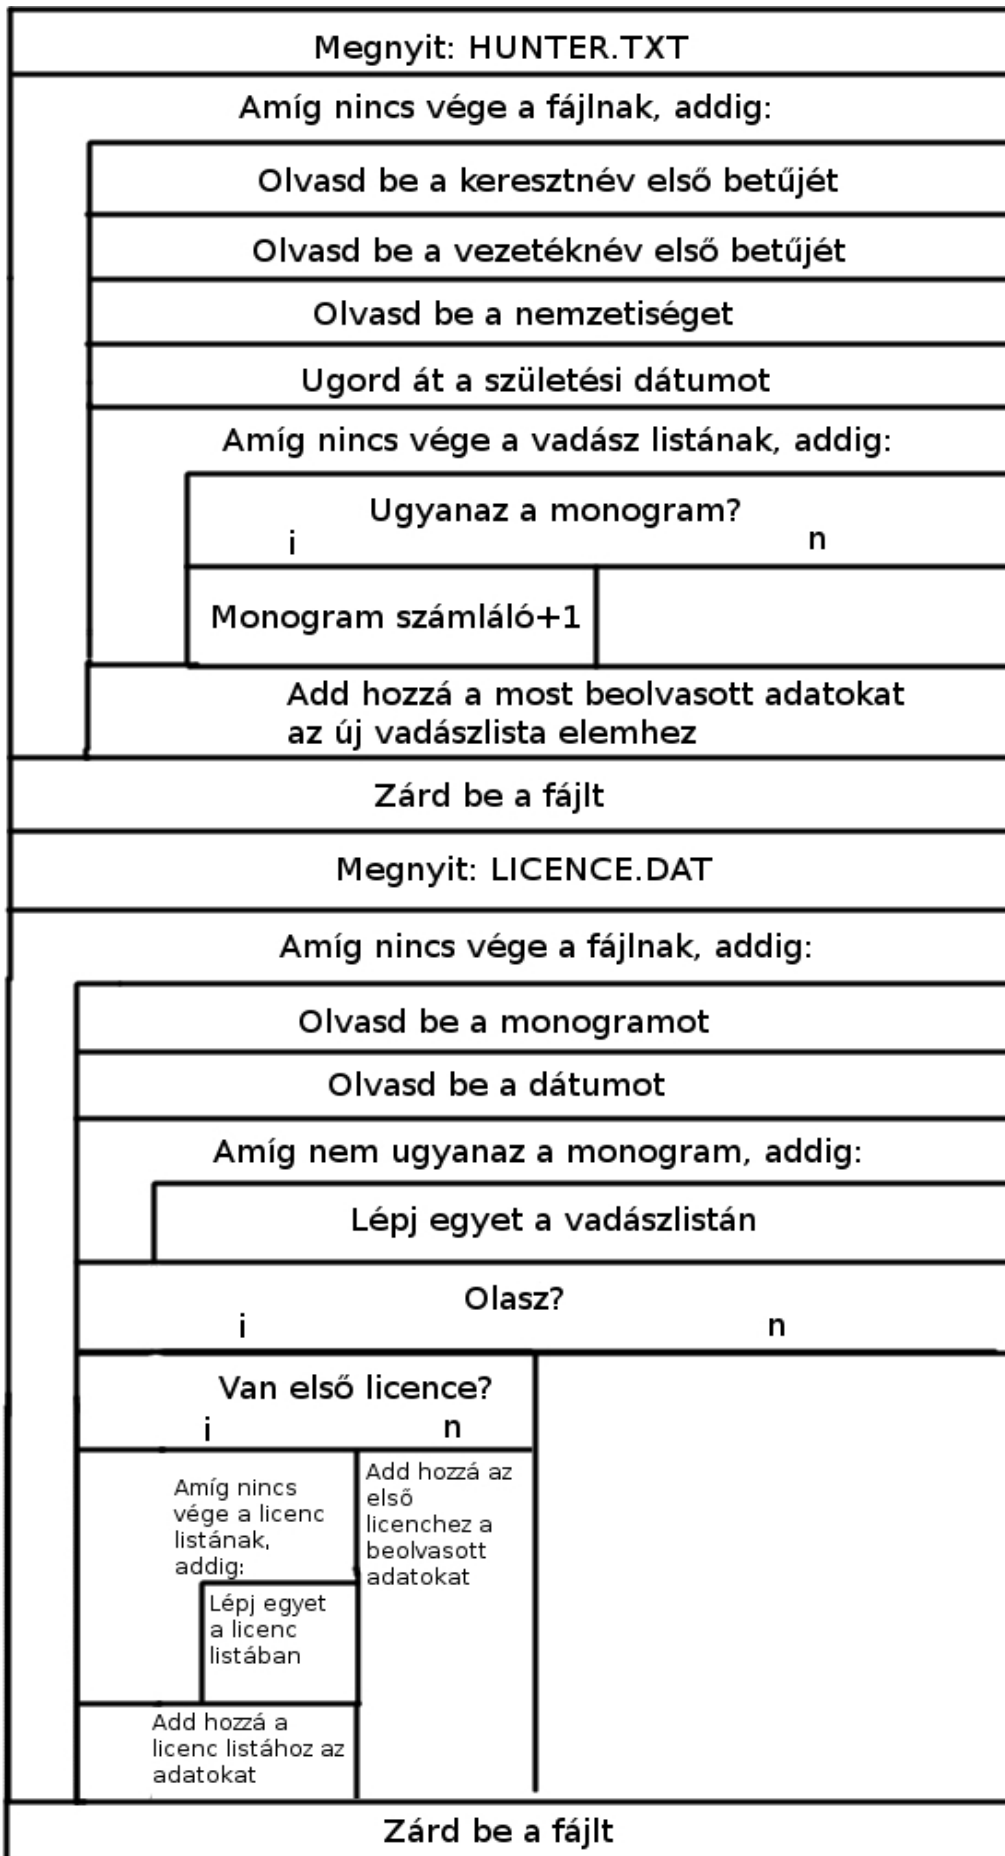 Megnyit: HUNTER.TXT
Amíg nincs vége a fájlnak, addig:
Olvasd be a keresztnév első betűjét
Olvasd be a vezetéknév első betűjét
Olvasd be a nemzetiséget
Ugord át a születési dátumot
Amíg nincs vége a vadász listának, addig:
Ugyanaz a monogram?
i n
Monogram számláló+1
Add hozzá a most beolvasott adatokat
az új vadászlista elemhez
Zárd be a fájlt
Megnyit: LICENCE.DAT
Amíg nincs vége a fájlnak, addig:
Olvasd be a monogramot
Olvasd be a dátumot
Amíg nem ugyanaz a monogram, addig:
Lépj egyet a vadászlistán
Olasz?
i n
Van első licence?
i n
Amíg nincs
vége a licenc
listának,
addig:
Lépj egyet
a licenc
listában
Add hozzá a
licenc listához az
adatokat
Add hozzá az
első
licenchez a
beolvasott
adatokat
Zárd be a fájlt